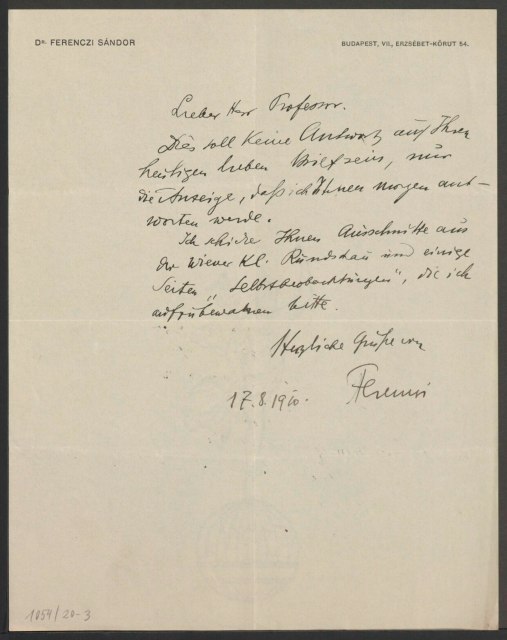 Dr. FERENCZI SÁNDOR
BUDAPEST, VII., ERZSÉBET-KÖRUT 54.
Lieber Herr Professor.
Dies soll keine Antwort auf Ihren
heutigen lieben Brief sein, nur
die Anzeige, daß ich Ihnen morgen ant-
worten werde.
Ich schicke Ihnen Ausschnitte aus
der Wiener Kl. Rundschau und einige
Seiten „Selbstbeobachtungen“, die ich
aufzubewahren bitte.
Herzliche Grüße von
Ferenczi
17.8.1910.
1054/20-3